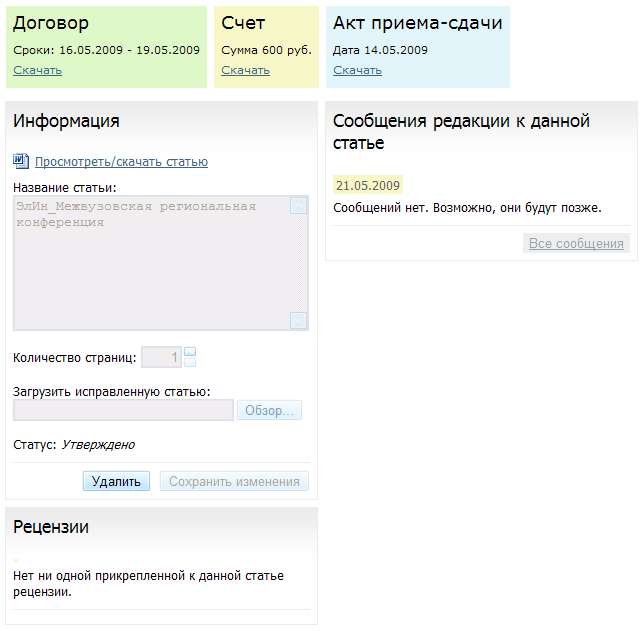 Договор
Сроки: 16.05.2009 - 19.05.2009
Скачать
Счет
Сумма 600 руб.
Скачать
Акт приема-сдачи
Дата 14.05.2009
Скачать
Информация
Просмотреть/скачать статью
Название статьи:
ЭлИн_Межвузовская региональная
конференция
Количество страниц: 1
Загрузить исправленную статью:
Обзор...
Статус: Утверждено
Удалить Сохранить изменения
Рецензии
Нет ни одной прикрепленной к данной статье
рецензии.
Сообщения редакции к данной
статье
21.05.2009
Сообщений нет. Возможно, они будут позже.
Все сообщения